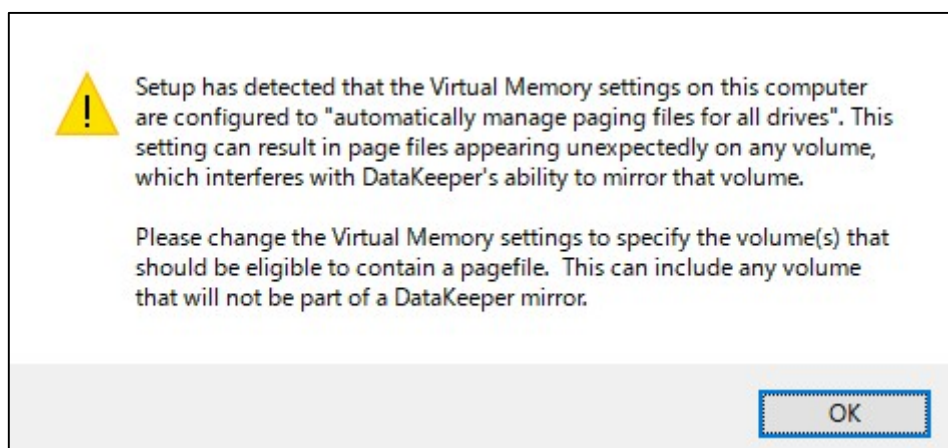 Setup has detected that the Virtual Memory settings on this computer
are configured to "automatically manage paging files for all drives". This
setting can result in page files appearing unexpectedly on any volume,
which interferes with DataKeeper's ability to mirror that volume.
Please change the Virtual Memory settings to specify the volume(s) that
should be eligible to contain a pagefile.  This can include any volume
that will not be part of a DataKeeper mirror.
OK